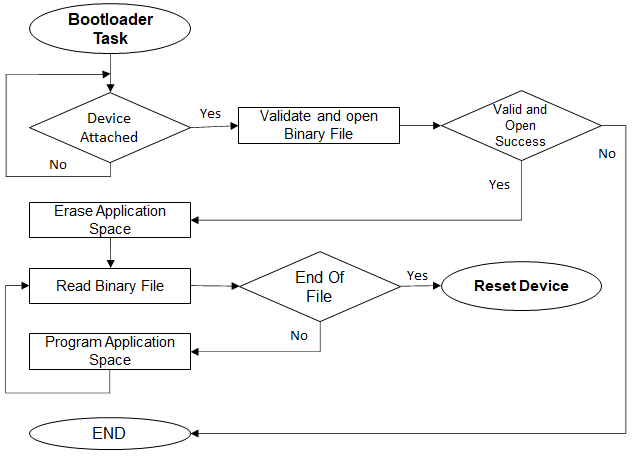 Bootloader
Task
Device
Attached
Yes
No
Validate and open
Binary File
Valid and
Open
Success
No
Yes
Erase Application
Space
Read Binary File
End Of
File
Yes
Reset Device
No
Program Application
Space
END